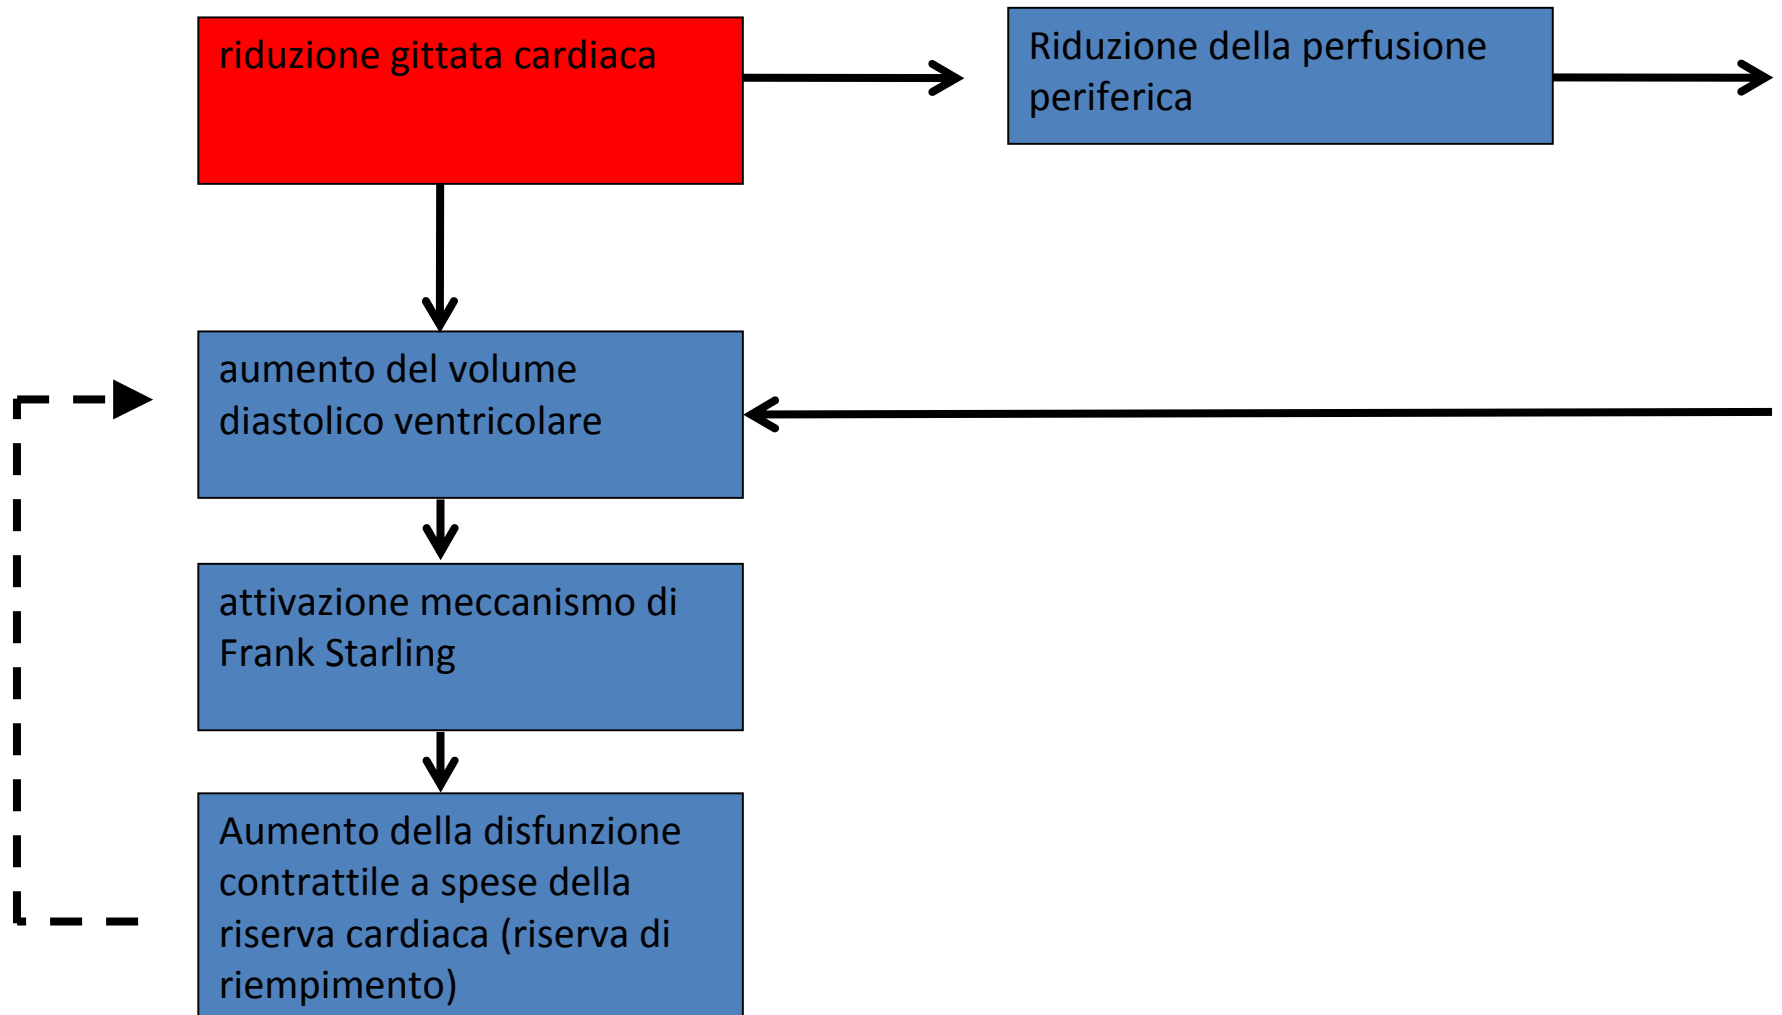 riduzione gittata cardiaca
Riduzione della perfusione
periferica
aumento del volume
diastolico ventricolare
attivazione meccanismo di
Frank Starling
Aumento della disfunzione
contrattile a spese della
riserva cardiaca (riserva di
riempimento)